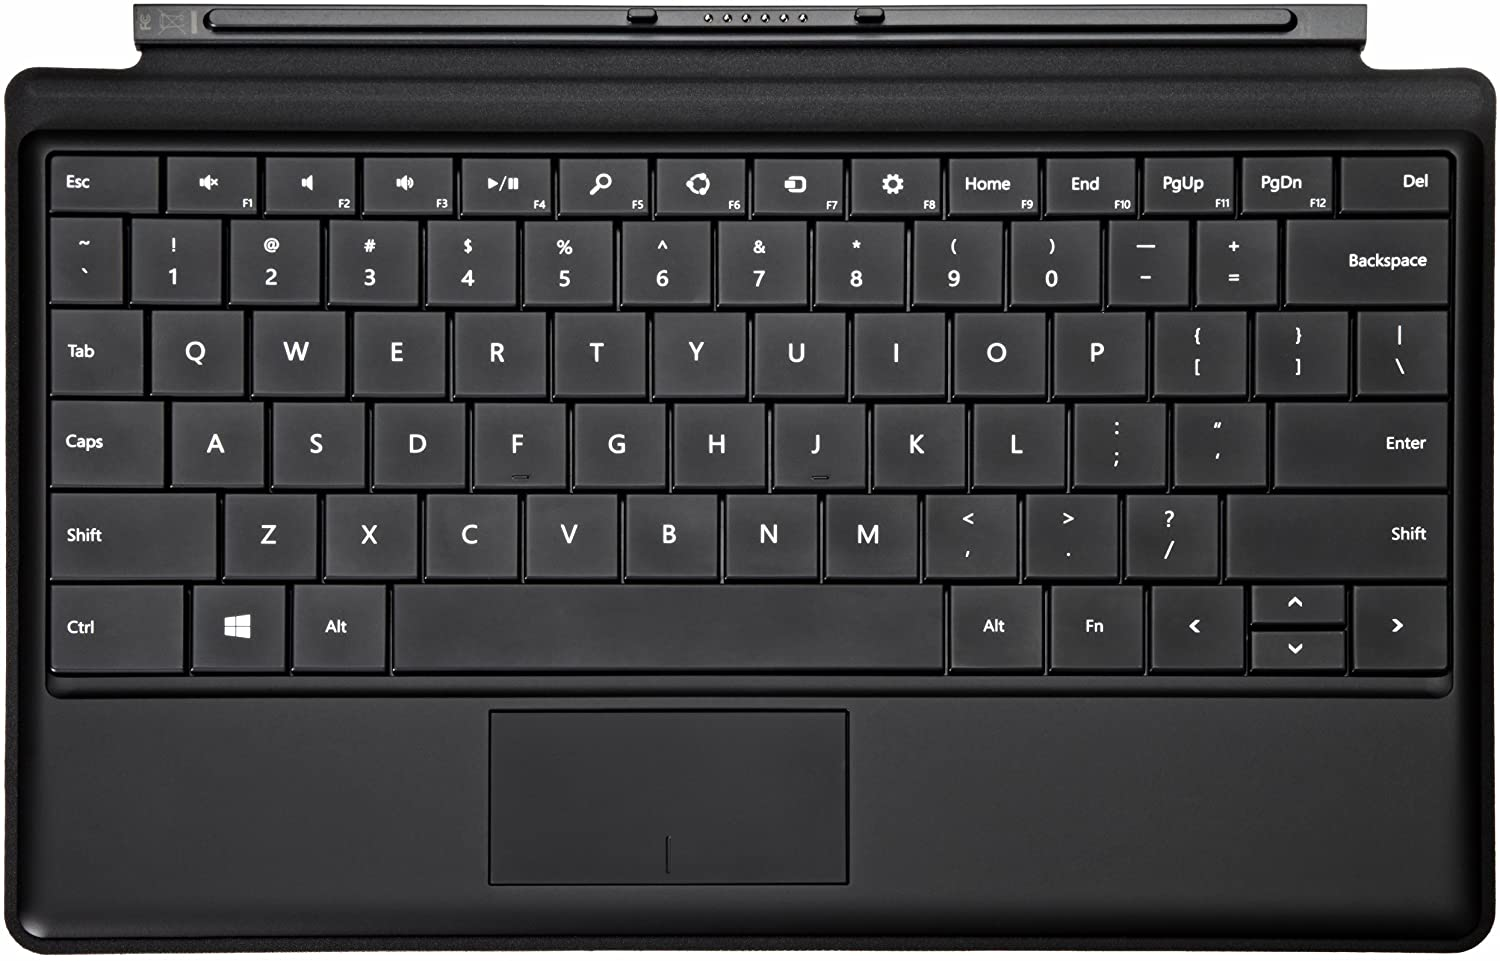 FC
Esc Home End PgUp PgDn Del
F1 F2 F3 F4 F5 F6 F7 F8 F9 F10 F11 F12
~ ! @ # $ % ^ & * ( ) — +
` 1 2 3 4 5 6 7 8 9 0 - = Backspace
Tab Q W E R T Y U I O P { } |
[ ] \
Caps A S D F G H J K L : " Enter
; '
Shift Z X C V B N M < > ? Shift
, . /
Ctrl Alt Alt Fn < ^ >